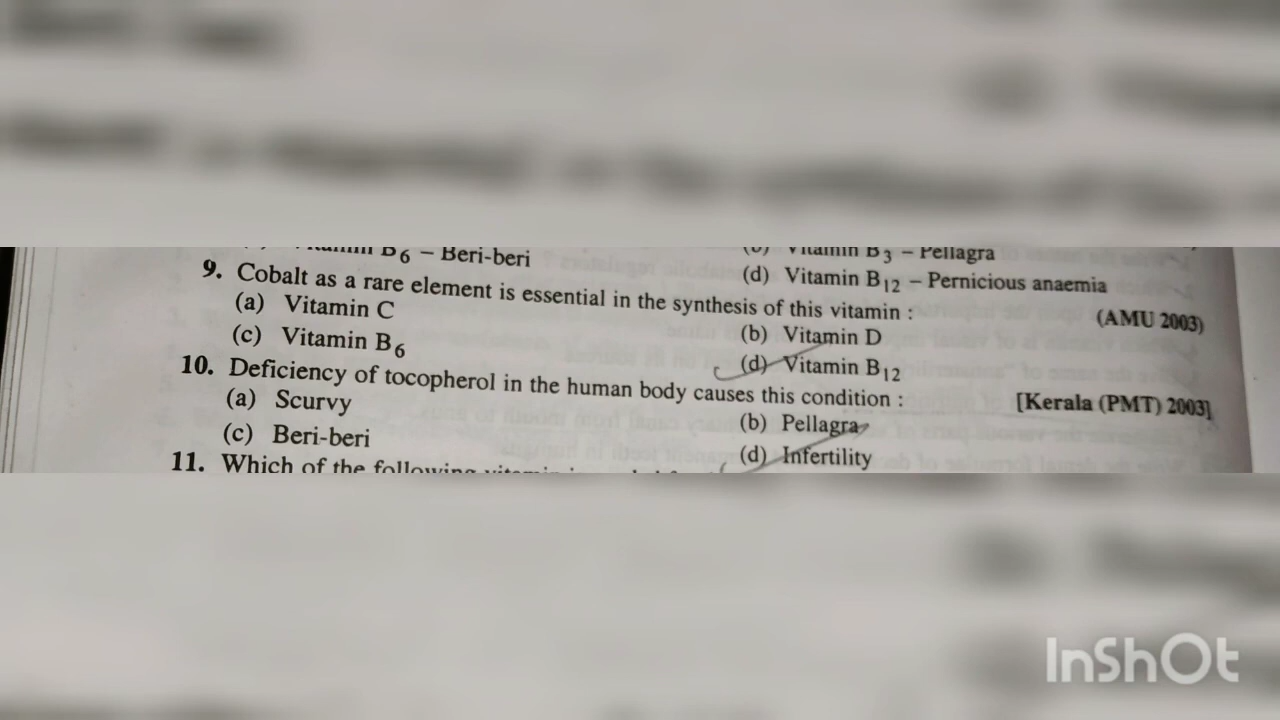 B6 – Beri-beri
Vitamin B3 – Pellagra
(d) Vitamin B12 – Pernicious anaemia
9. Cobalt as a rare element is essential in the synthesis of this vitamin :
(AMU 2003)
(a) Vitamin C
(b) Vitamin D
(c) Vitamin B6
(d) Vitamin B12
10. Deficiency of tocopherol in the human body causes this condition :
[Kerala (PMT) 2003]
(a) Scurvy
(b) Pellagra
(c) Beri-beri
(d) Infertility
11. Which of the following
InShOt